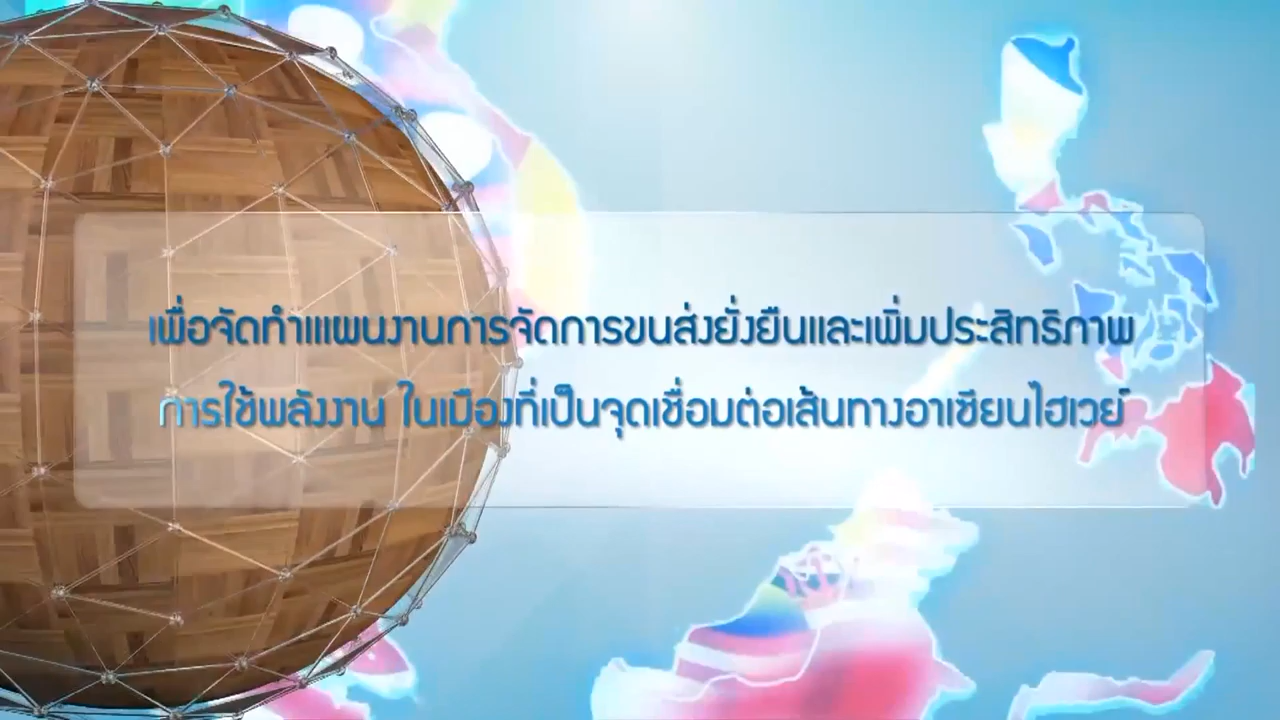 เพื่อจัดทำแผนงานการจัดการขนส่งยั่งยืนและเพิ่มประสิทธิภาพ
การใช้พลังงาน ในเมืองที่เป็นจุดเชื่อมต่อเส้นทางอาเซียนไฮเวย์